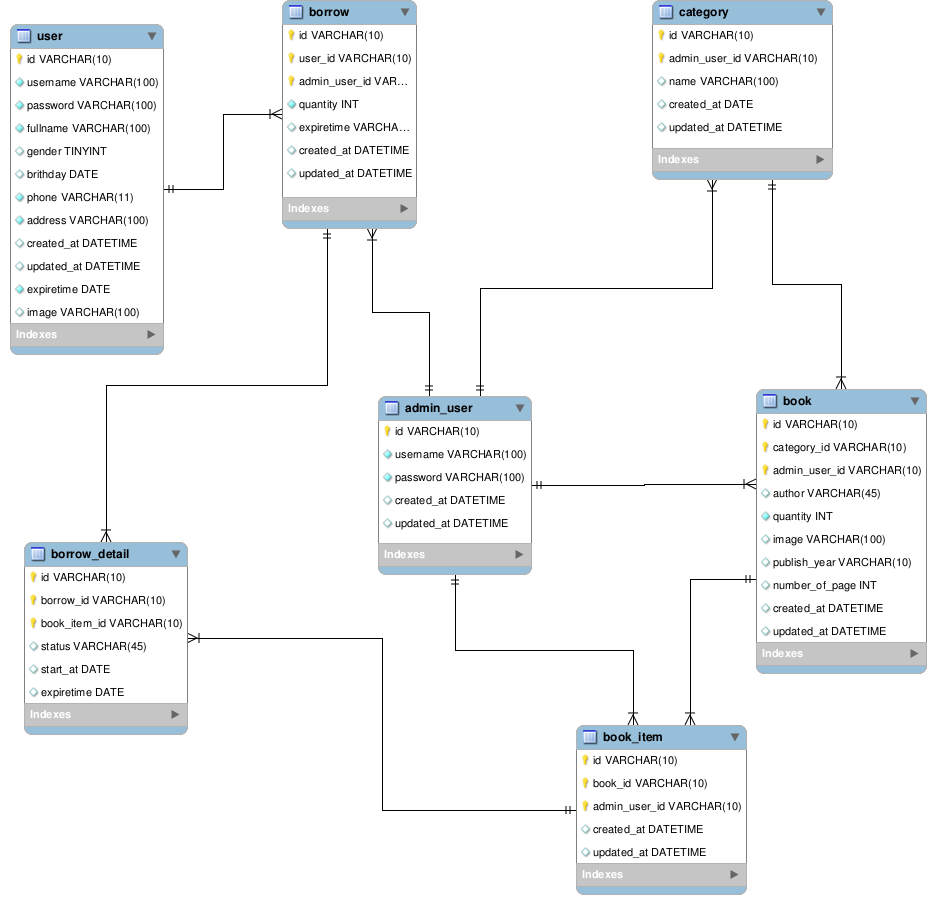 user
id VARCHAR(10)
username VARCHAR(100)
password VARCHAR(100)
fullname VARCHAR(100)
gender TINYINT
brithday DATE
phone VARCHAR(11)
address VARCHAR(100)
created_at DATETIME
updated_at DATETIME
expiretime DATE
image VARCHAR(100)
Indexes
borrow
id VARCHAR(10)
user_id VARCHAR(10)
admin_user_id VAR...
quantity INT
expiretime VARCHA...
created_at DATETIME
updated_at DATETIME
Indexes
category
id VARCHAR(10)
admin_user_id VARCHAR(10)
name VARCHAR(100)
created_at DATE
updated_at DATETIME
Indexes
admin_user
id VARCHAR(10)
username VARCHAR(100)
password VARCHAR(100)
created_at DATETIME
updated_at DATETIME
Indexes
book
id VARCHAR(10)
category_id VARCHAR(10)
admin_user_id VARCHAR(10)
author VARCHAR(45)
quantity INT
image VARCHAR(100)
publish_year VARCHAR(10)
number_of_page INT
created_at DATETIME
updated_at DATETIME
Indexes
borrow_detail
id VARCHAR(10)
borrow_id VARCHAR(10)
book_item_id VARCHAR(10)
status VARCHAR(45)
start_at DATE
expiretime DATE
Indexes
book_item
id VARCHAR(10)
book_id VARCHAR(10)
admin_user_id VARCHAR(10)
created_at DATETIME
updated_at DATETIME
Indexes